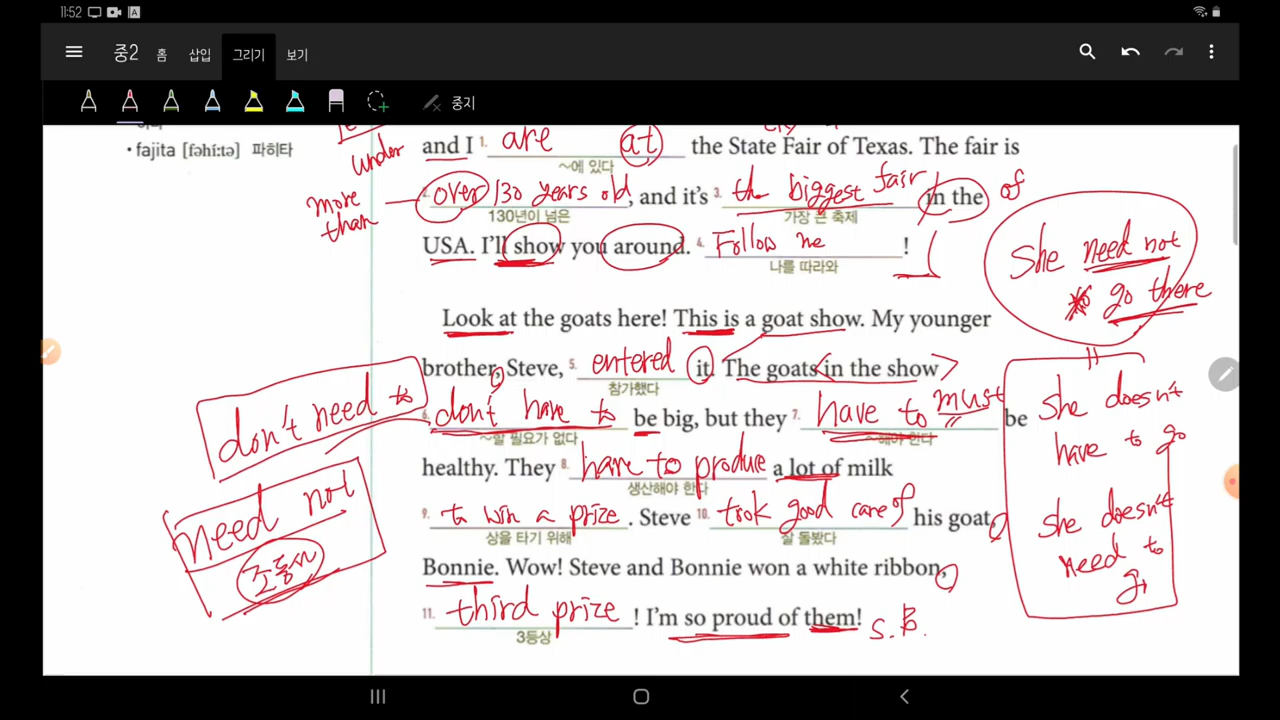 11:52
중2 홈 삽입 그리기 보기
중지
• fajita [fəhíːtə] 파히타
under
more than
and I 1. are at the State Fair of Texas. The fair is
~에 있다
2. over 130 years old, and it's 3. the biggest fair in the of
130년이 넘은 가장 큰 축제
USA. I'll show you around. 4. Follow me !
나를 따라와
She need not
go there
Look at the goats here! This is a goat show. My younger
brother, Steve, 5. entered it. The goats in the show
참가했다
6. don't have to be big, but they 7. have to must be
~할 필요가 없다 ~해야 한다
healthy. They 8. have to produce a lot of milk
생산해야 한다
9. to win a prize. Steve 10. took good care of his goat,
상을 타기 위해 잘 돌봤다
Bonnie. Wow! Steve and Bonnie won a white ribbon,
11. third prize ! I'm so proud of them!
3등상
S. B.
don't need to
need not
조동사
she doesn't
have to go
she doesn't
need to
go